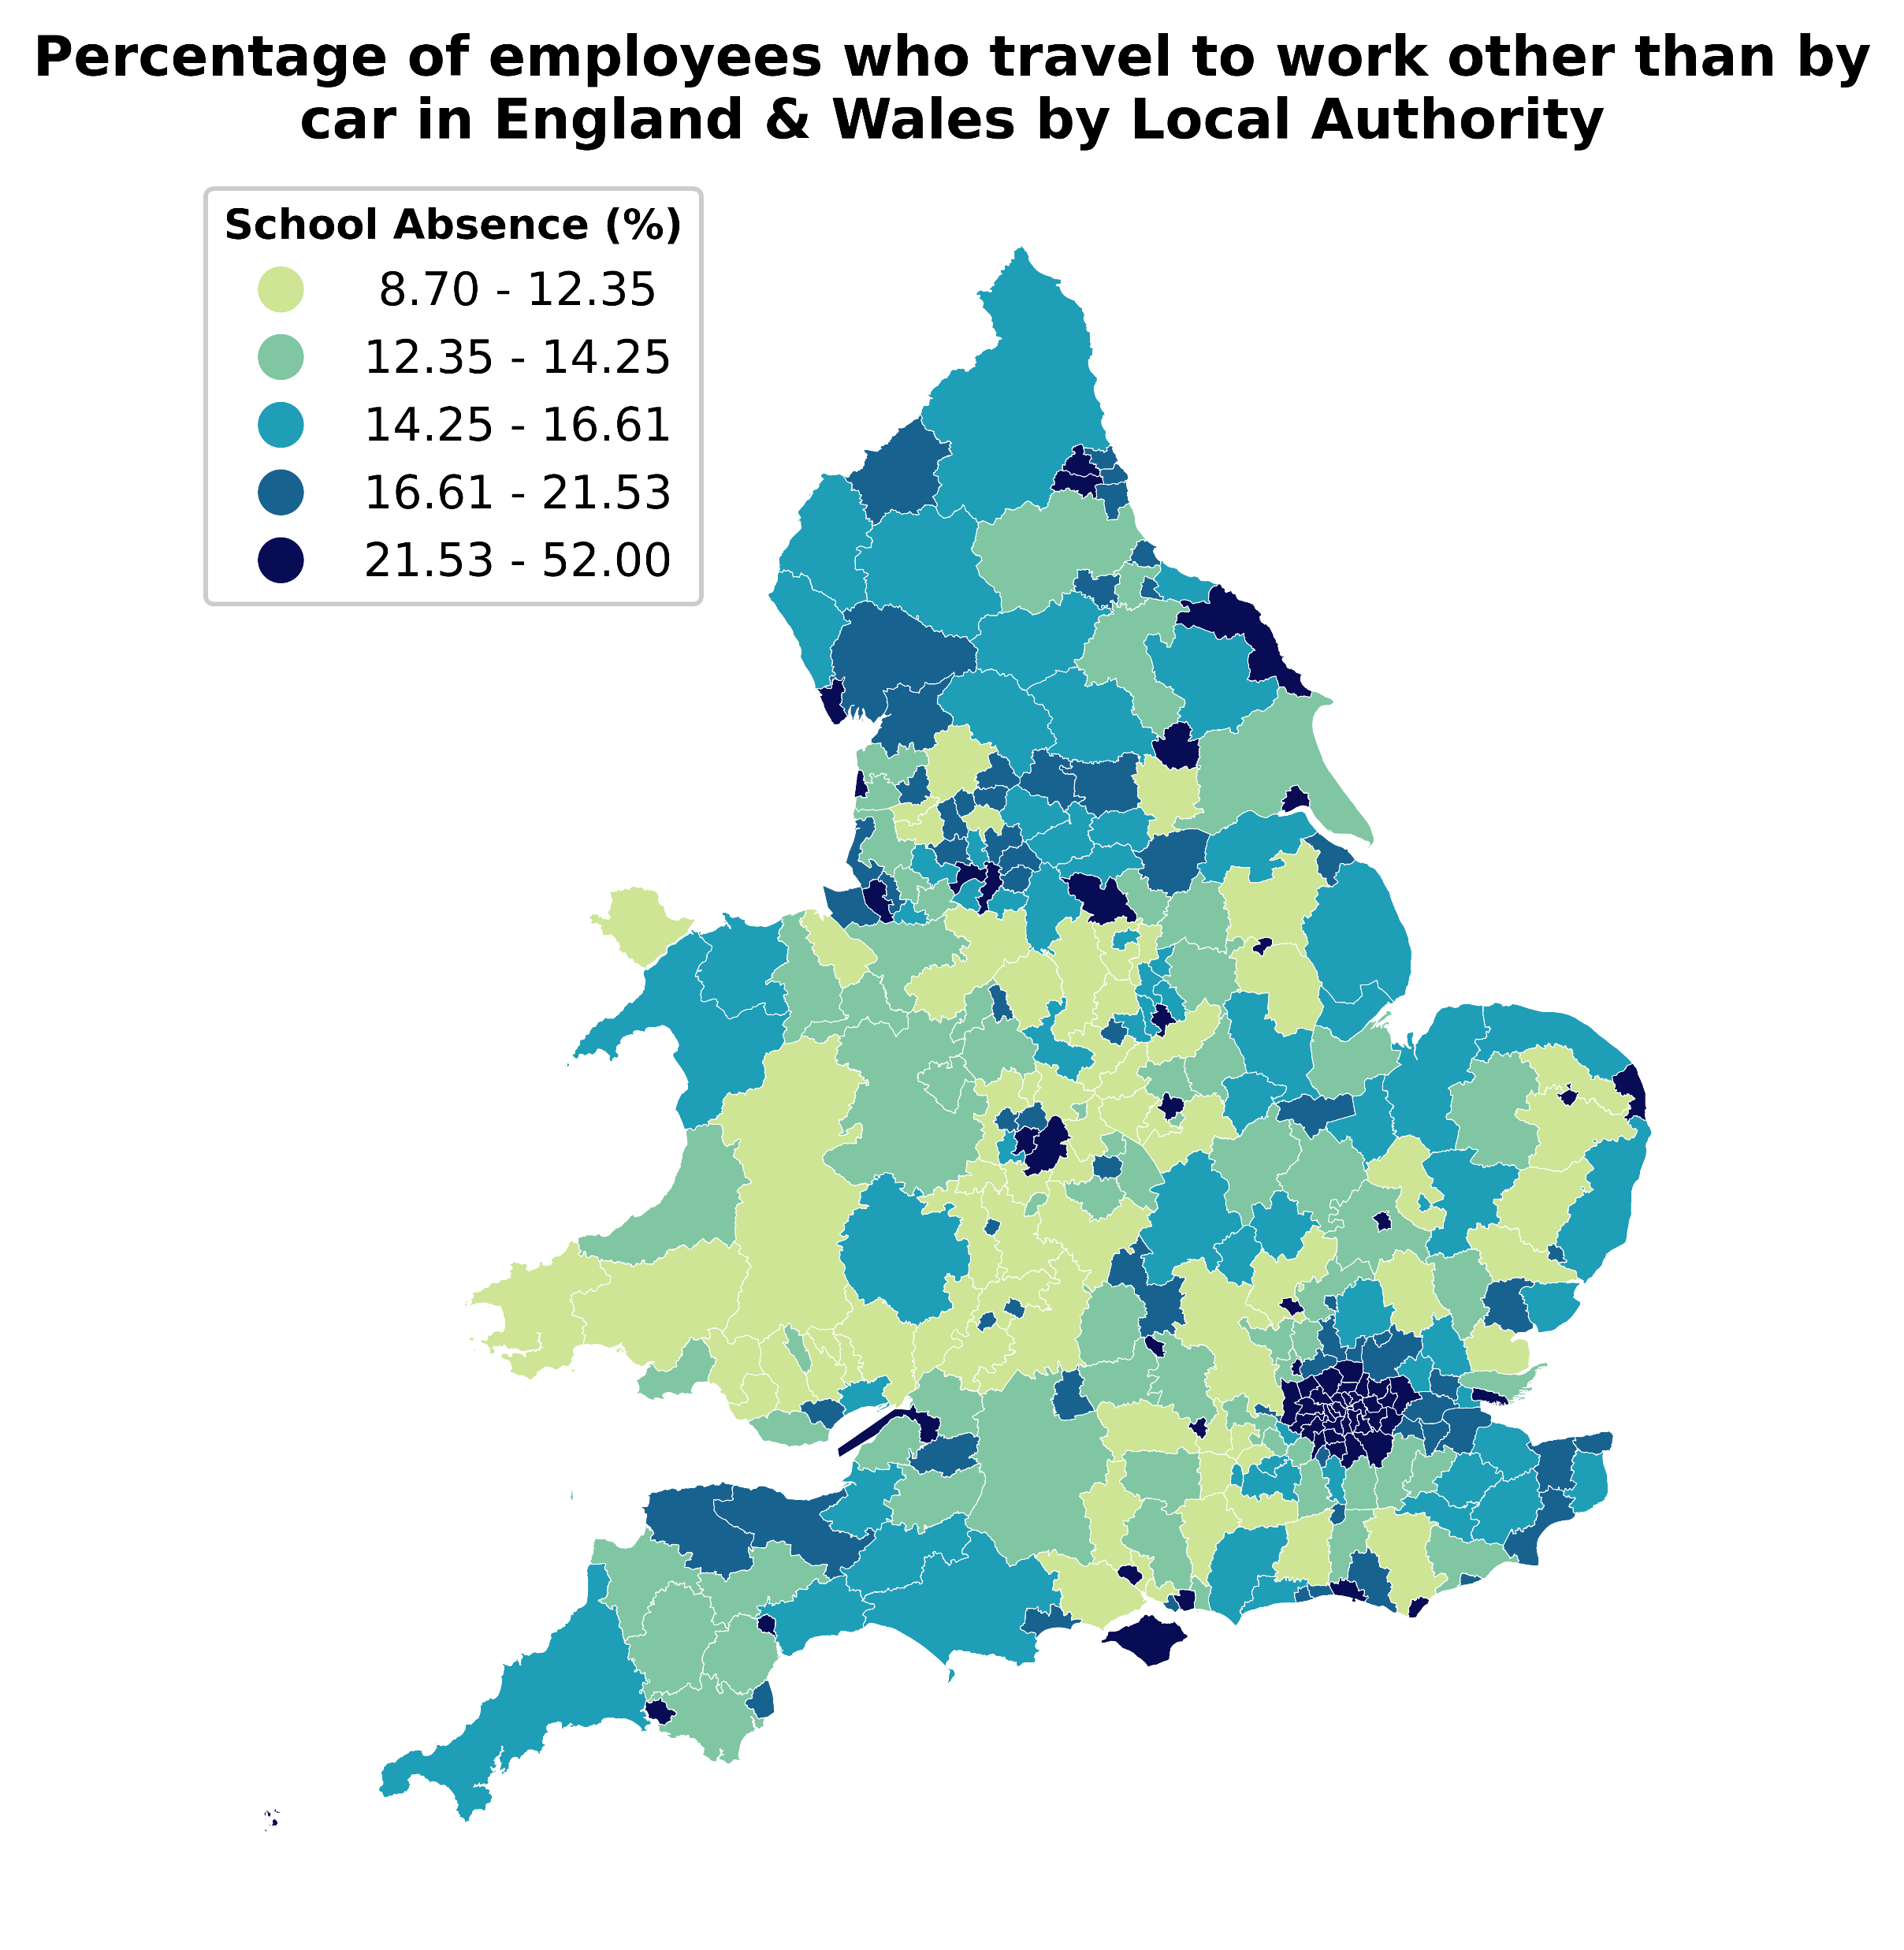 Percentage of employees who travel to work other than by
car in England & Wales by Local Authority
School Absence (%)
8.70 - 12.35
12.35 - 14.25
14.25 - 16.61
16.61 - 21.53
21.53 - 52.00